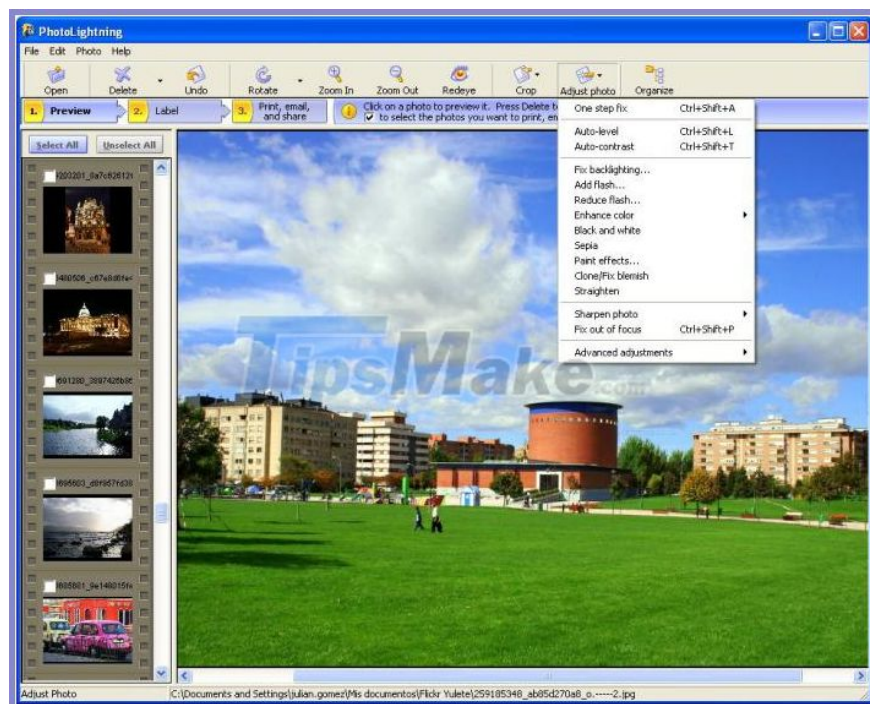 PhotoLightning
File Edit Photo Help
Open Delete Undo Rotate Zoom In Zoom Out Redeye Crop Adjust photo Organize
1. Preview 2. Label 3. Print, email, and share
Click on a photo to preview it. Press Delete t
to select the photos you want to print, en
Select All Unselect All
One step fix Ctrl+Shift+A
Auto-level Ctrl+Shift+L
Auto-contrast Ctrl+Shift+T
Fix backlighting...
Add flash...
Reduce flash...
Enhance color
Black and white
Sepia
Paint effects...
Clone/Fix blemish
Straighten
Sharpen photo
Fix out of focus Ctrl+Shift+P
Advanced adjustments
TipsMake.com
Adjust Photo C:\Documents and Settings\julian.gomez\Mis documentos\Flickr Yulete\259185348_ab85d270a8_o.-----2.jpg